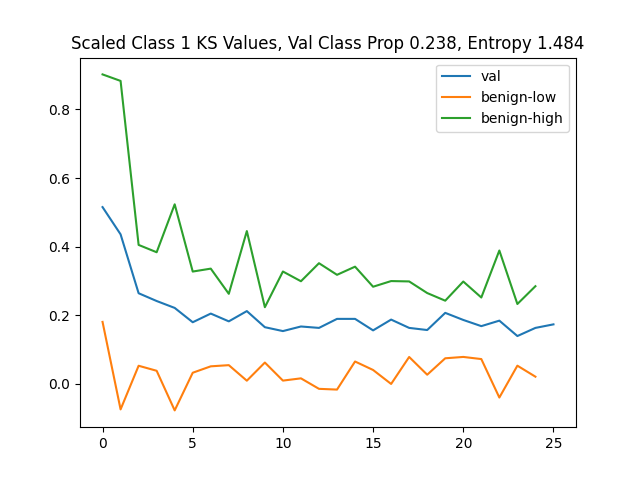 Scaled Class 1 KS Values, Val Class Prop 0.238, Entropy 1.484
val
benign-low
benign-high
0.8
0.6
0.4
0.2
0.0
0 5 10 15 20 25